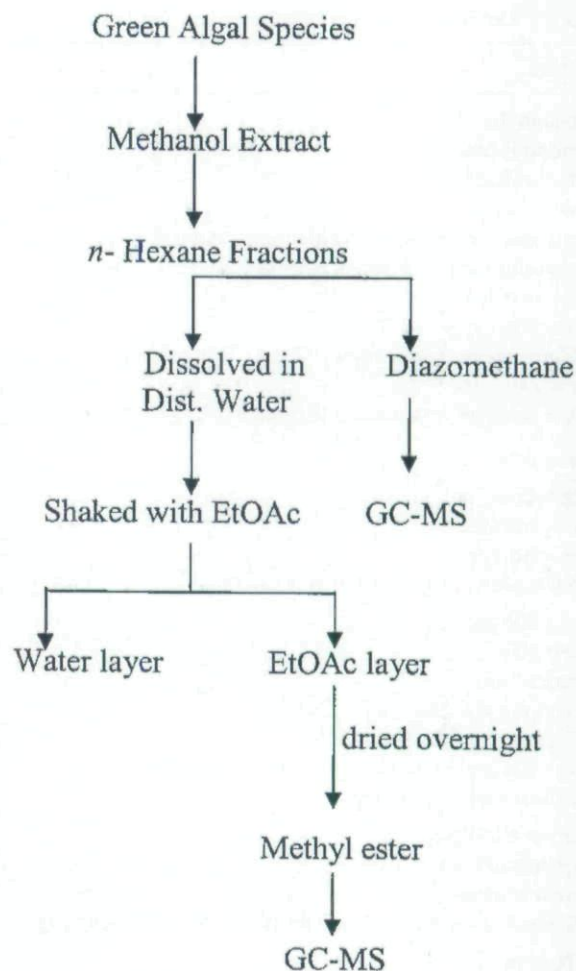 Green Algal Species
Methanol Extract
n- Hexane Fractions
Dissolved in
Dist. Water
Diazomethane
Shaked with EtOAc
GC-MS
Water layer
EtOAc layer
dried overnight
Methyl ester
GC-MS